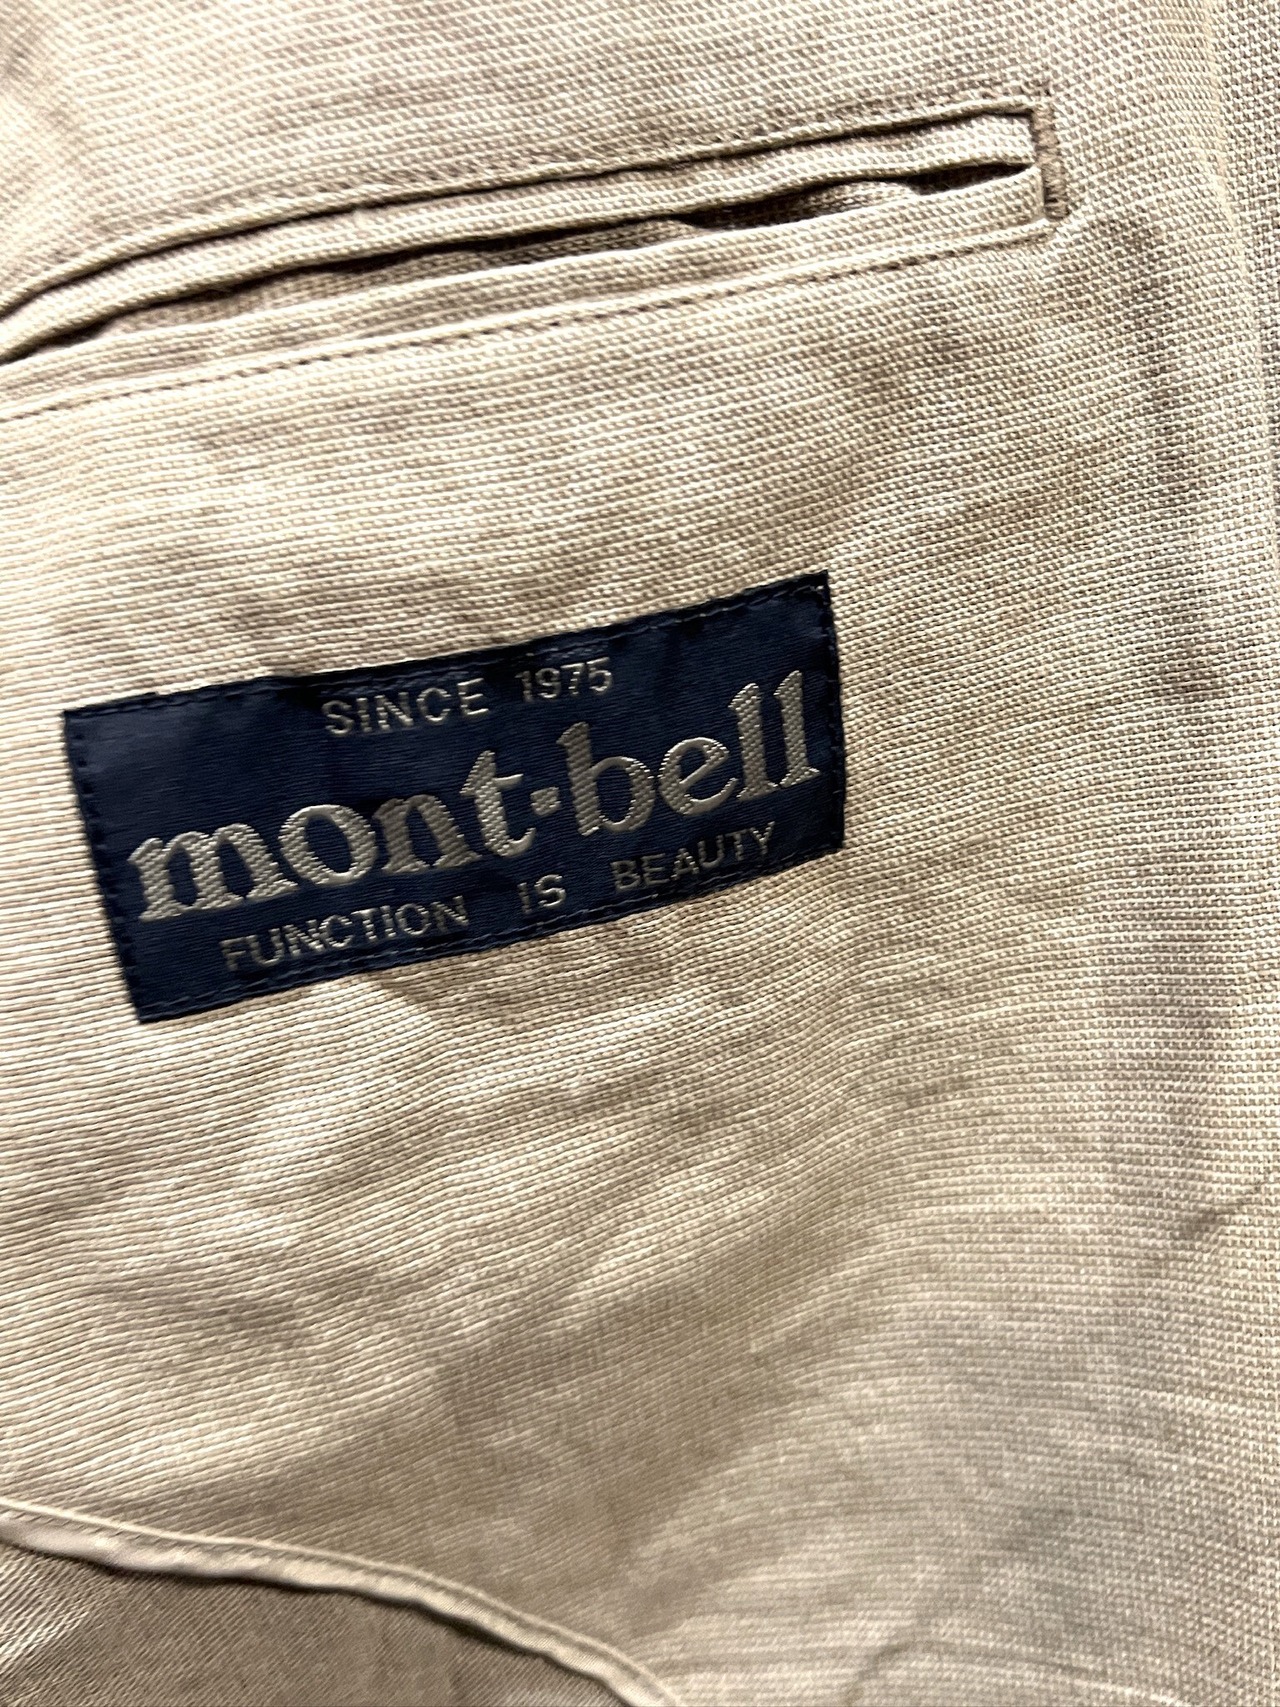 SINCE 1975
mont-bell
FUNCTION IS BEAUTY